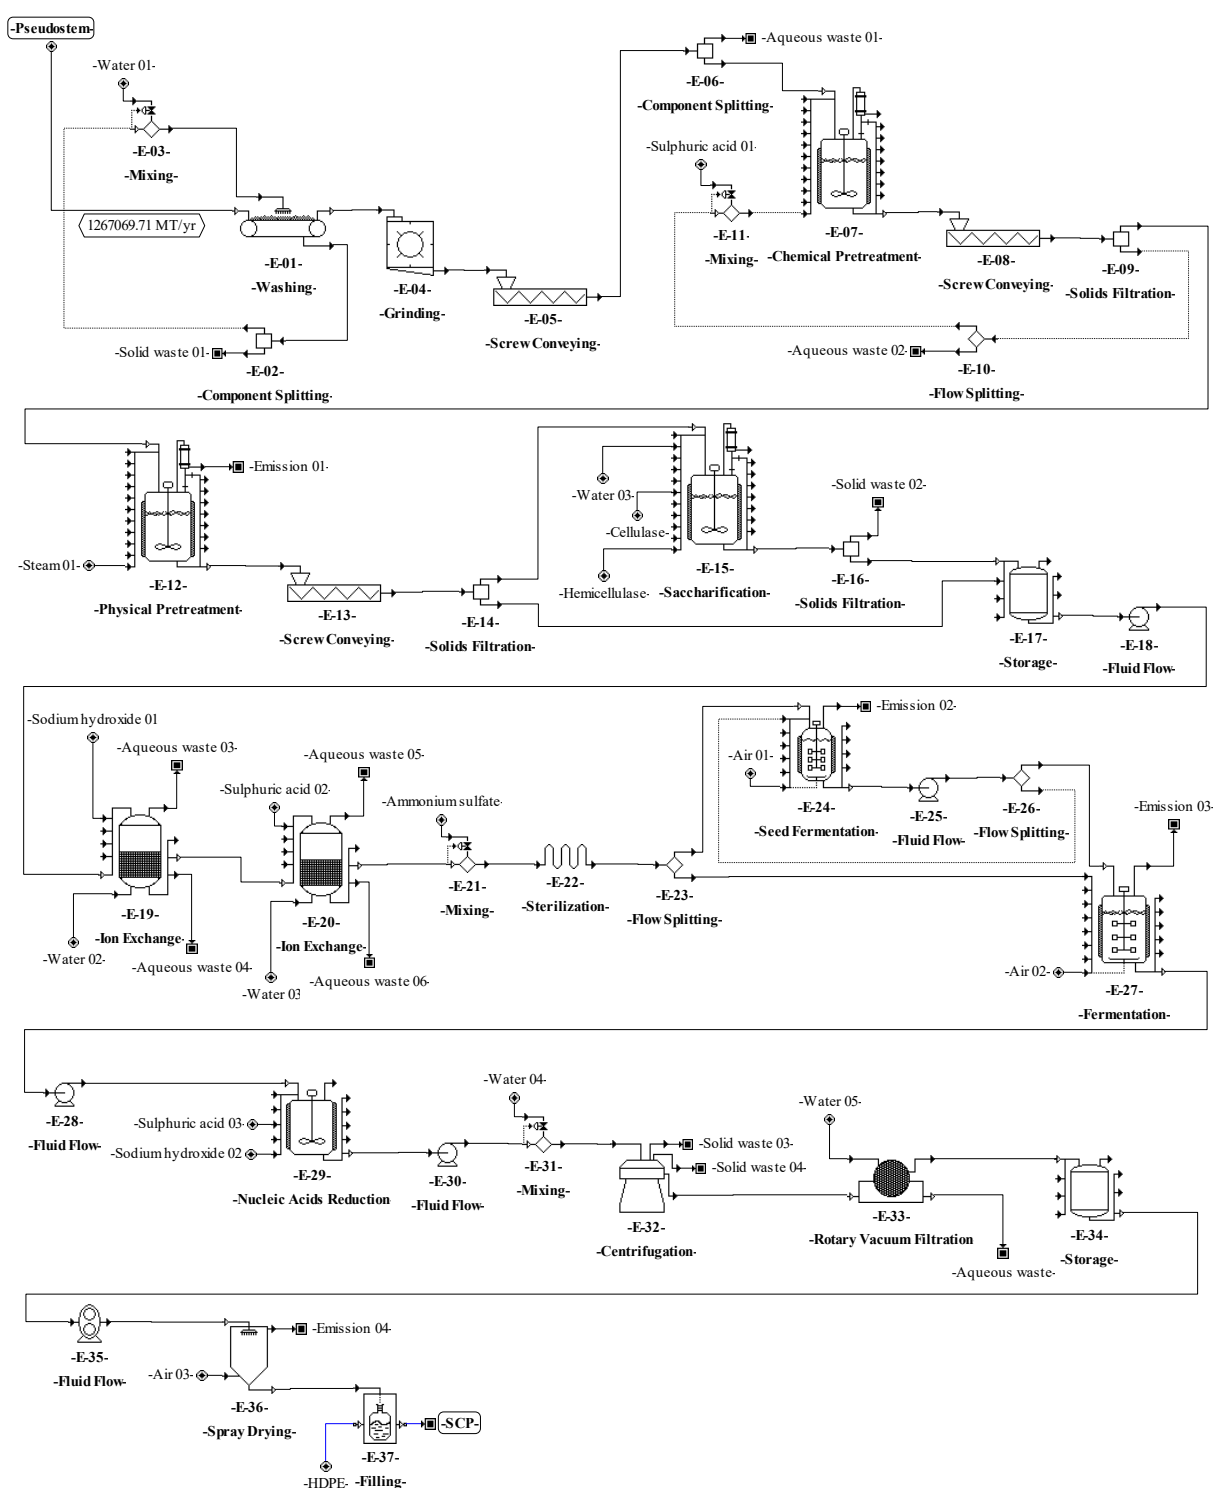 -Pseudostem-
-Water 01-
-E-03-
-Mixing-
1267069.71 MT/yr
-E-01-
-Washing-
-E-02-
-Component Splitting-
-Solid waste 01-
-E-04-
-Grinding-
-E-05-
-Screw Conveying-
-E-06-
-Component Splitting-
-Aqueous waste 01-
-Sulphuric acid 01-
-E-11-
-Mixing-
-E-07-
-Chemical Pretreatment-
-E-08-
-Screw Conveying-
-E-09-
-Solids Filtration-
-Aqueous waste 02-
-E-10-
-Flow Splitting-
-Emission 01-
-Steam 01-
-E-12-
-Physical Pretreatment-
-E-13-
-Screw Conveying-
-E-14-
-Solids Filtration-
-Water 03-
-Cellulase-
-Hemicellulase-
-E-15-
-Saccharification-
-Solid waste 02-
-E-16-
-Solids Filtration-
-E-17-
-Storage-
-E-18-
-Fluid Flow-
-Sodium hydroxide 01
-Aqueous waste 03-
-E-19-
-Ion Exchange-
-Water 02-
-Aqueous waste 04-
-Sulphuric acid 02-
-Aqueous waste 05-
-E-20-
-Ion Exchange-
-Water 03
-Aqueous waste 06-
-Ammonium sulfate-
-E-21-
-Mixing-
-E-22-
-Sterilization-
-E-23-
-Flow Splitting-
-Air 01-
-Emission 02-
-E-24-
-Seed Fermentation-
-E-25-
-Fluid Flow-
-E-26-
-Flow Splitting-
-Emission 03-
-Air 02-
-E-27-
-Fermentation-
-E-28-
-Fluid Flow-
-Sulphuric acid 03-
-Sodium hydroxide 02
-E-29-
-Nucleic Acids Reduction
-E-30-
-Fluid Flow-
-Water 04-
-E-31-
-Mixing-
-Solid waste 03-
-Solid waste 04-
-E-32-
-Centrifugation-
-Water 05-
-E-33-
-Rotary Vacuum Filtration
-Aqueous waste-
-E-34-
-Storage-
-E-35-
-Fluid Flow-
-Emission 04-
-Air 03-
-E-36-
-Spray Drying-
-SCP-
-E-37-
-HDPE-
-Filling-